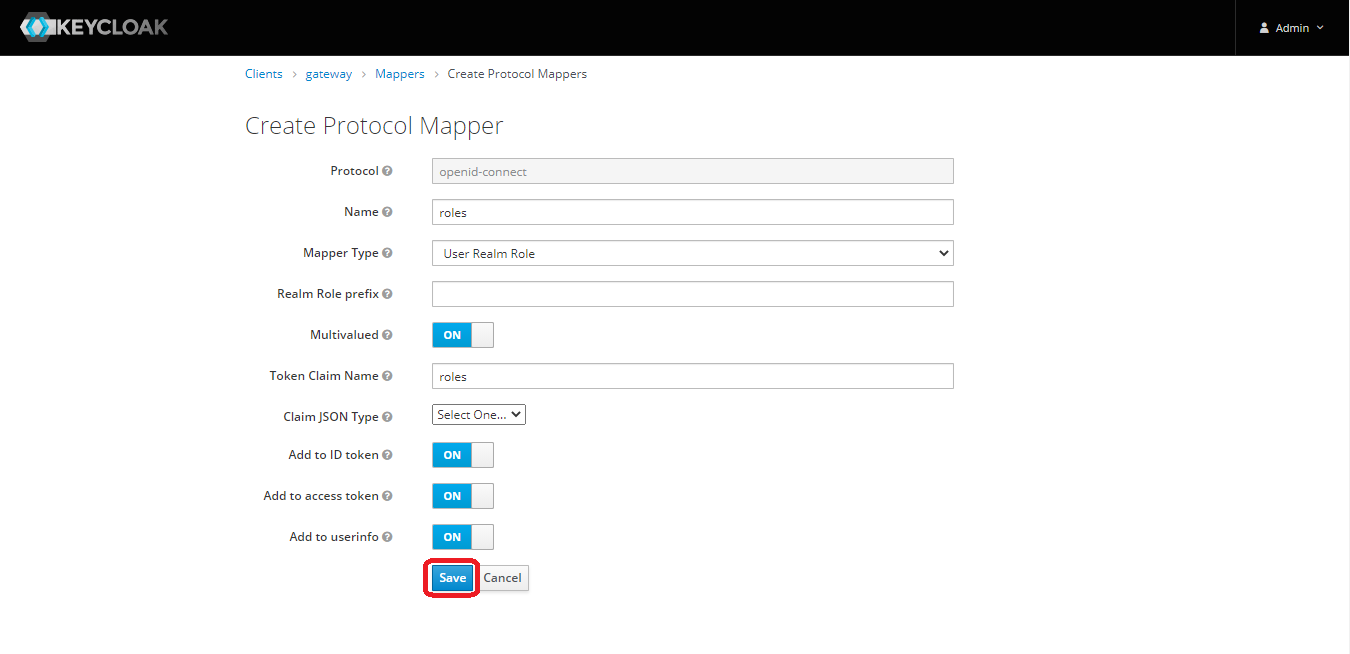 KEYCLOAK
Admin
Clients > gateway > Mappers > Create Protocol Mappers
Create Protocol Mapper
Protocol ? openid-connect
Name ? roles
Mapper Type ? User Realm Role
Realm Role prefix ?
Multivalued ? ON
Token Claim Name ? roles
Claim JSON Type ? Select One...
Add to ID token ? ON
Add to access token ? ON
Add to userinfo ? ON
Save Cancel